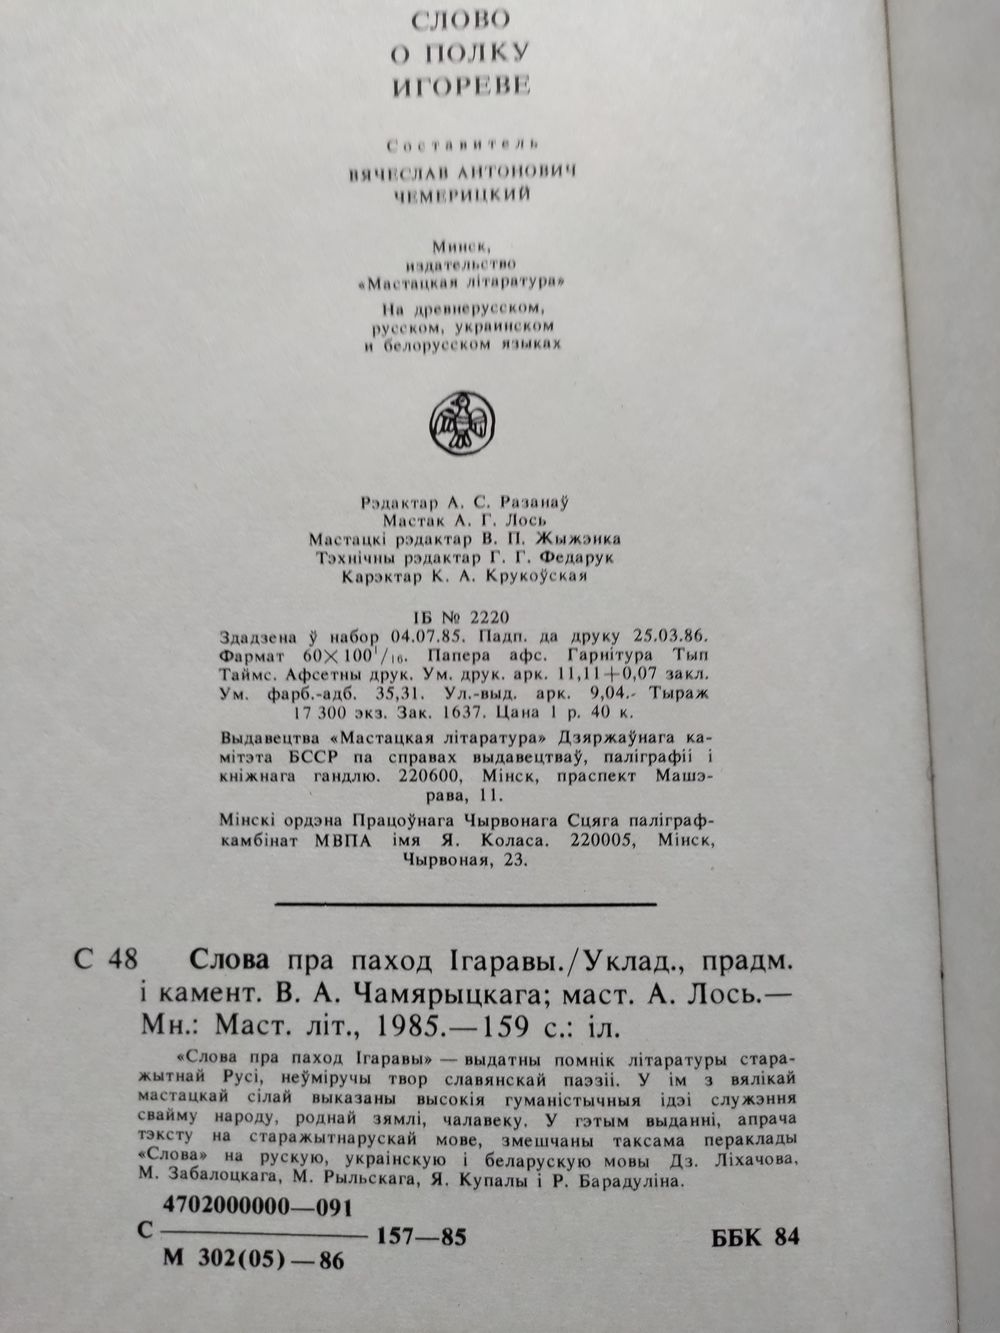 СЛОВО
О ПОЛКУ
ИГОРЕВЕ
Составитель
ВЯЧЕСЛАВ АНТОНОВИЧ
ЧЕМЕРИЦКИЙ
Минск,
издательство
«Мастацкая літаратура»
На древнерусском,
русском, украинском
и белорусском языках
Рэдактар А. С. Разанаў
Мастак А. Г. Лось
Мастацкі рэдактар В. П. Жыжэнка
Тэхнічны рэдактар Г. Г. Федарук
Карэктар К. А. Крукоўская
ІБ № 2220
Здадзена ў набор 04.07.85. Падп. да друку 25.03.86.
Фармат 60×100¹/₁₆. Папера афс. Гарнітура Тып
Таймс. Афсетны друк. Ум. друк. арк. 11,11+0,07 закл.
Ум. фарб.-адб. 35,31. Ул.-выд. арк. 9,04.- Тыраж
17 300 экз. Зак. 1637. Цана 1 р. 40 к.
Выдавецтва «Мастацкая літаратура» Дзяржаўнага ка-
мітэта БССР па справах выдавецтваў, паліграфіі і
кніжнага гандлю. 220600, Мінск, праспект Машэ-
рава, 11.
Мінскі ордэна Працоўнага Чырвонага Сцяга паліграф-
камбінат МВПА імя Я. Коласа. 220005, Мінск,
Чырвоная, 23.
С 48 Слова пра паход Ігаравы./Уклад., прадм.
і камент. В. А. Чамярыцкага; маст. А. Лось.—
Мн.: Маст. літ., 1985.—159 с.: іл.
«Слова пра паход Ігаравы» — выдатны помнік літаратуры стара-
жытнай Русі, неўміручы твор славянскай паэзіі. У ім з вялікай
мастацкай сілай выказаны высокія гуманістычныя ідэі служэння
свайму народу, роднай зямлі, чалавеку. У гэтым выданні, апрача
тэксту на старажытнарускай мове, змешчаны таксама пераклады
«Слова» на рускую, украінскую і беларускую мовы Дз. Ліхачова,
М. Забалоцкага, М. Рыльскага, Я. Купалы і Р. Барадуліна.
4702000000—091
С 157—85 ББК 84
М 302(05)—86